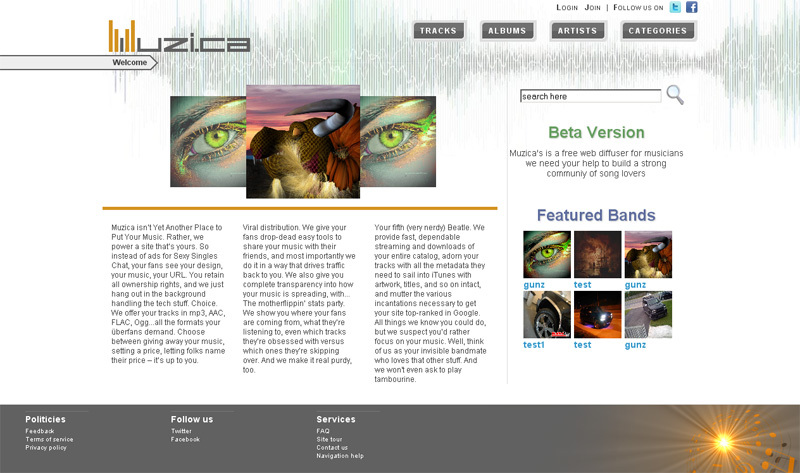 Login Join | Follow us on
muzi.ca
TRACKS ALBUMS ARTISTS CATEGORIES
Welcome
search here
Beta Version
Muzica's is a free web diffuser for musicians
we need your help to build a strong
communiy of song lovers
Muzica isn't Yet Another Place to
Put Your Music. Rather, we
power a site that's yours. So
instead of ads for Sexy Singles
Chat, your fans see your design,
your music, your URL. You retain
all ownership rights, and we just
hang out in the background
handling the tech stuff. Choice.
We offer your tracks in mp3, AAC,
FLAC, Ogg...all the formats your
überfans demand. Choose
between giving away your music,
setting a price, letting folks name
their price – it's up to you.
Viral distribution. We give your
fans drop-dead easy tools to
share your music with their
friends, and most importantly we
do it in a way that drives traffic
back to you. We also give you
complete transparency into how
your music is spreading, with...
The motherflippin' stats party.
We show you where your fans
are coming from, what they're
listening to, even which tracks
they're obsessed with versus
which ones they're skipping
over. And we make it real purdy,
too.
Your fifth (very nerdy) Beatle. We
provide fast, dependable
streaming and downloads of
your entire catalog, adorn your
tracks with all the metadata they
need to sail into iTunes with
artwork, titles, and so on intact,
and mutter the various
incantations necessary to get
your site top-ranked in Google.
All things we know you could do,
but we suspect you'd rather
focus on your music. Well, think
of us as your invisible bandmate
who loves that other stuff. And
we won't even ask to play
tambourine.
Featured Bands
gunz test gunz
test1 test gunz
Politicies
Feedback
Terms of service
Privacy policy
Follow us
Twitter
Facebook
Services
FAQ
Site tour
Contact us
Navigation help